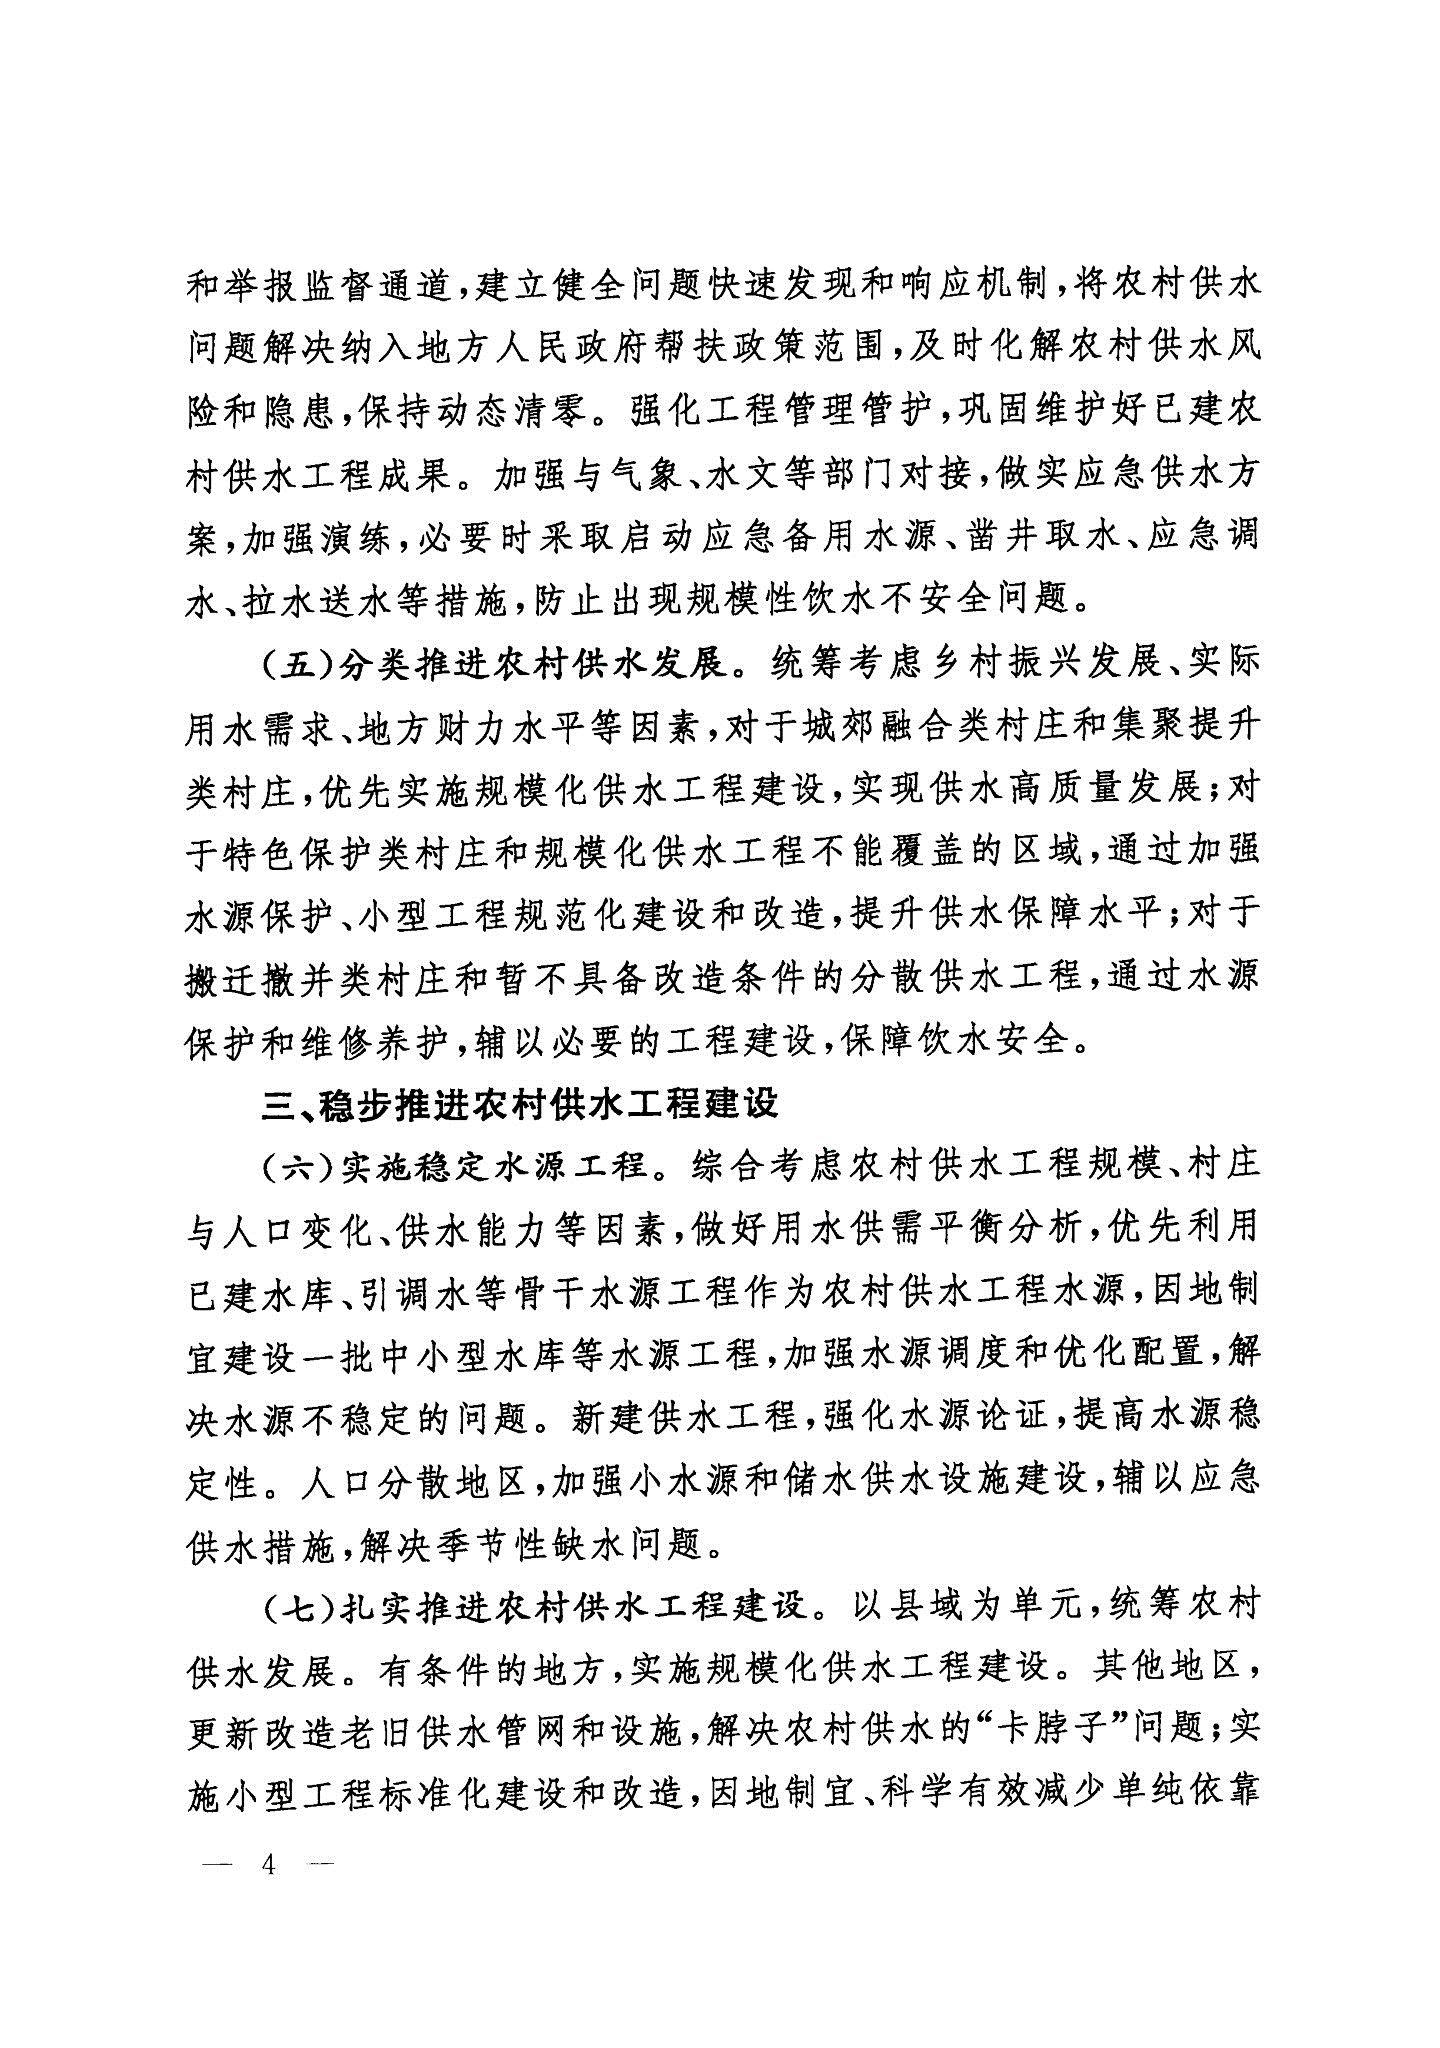 和举报监督通道,建立健全问题快速发现和响应机制,将农村供水
问题解决纳入地方人民政府帮扶政策范围,及时化解农村供水风
险和隐患,保持动态清零。强化工程管理管护,巩固维护好已建农
村供水工程成果。加强与气象、水文等部门对接,做实应急供水方
案,加强演练,必要时采取启动应急备用水源、凿井取水、应急调
水、拉水送水等措施,防止出现规模性饮水不安全问题。
(五)分类推进农村供水发展。统筹考虑乡村振兴发展、实际
用水需求、地方财力水平等因素,对于城郊融合类村庄和集聚提升
类村庄,优先实施规模化供水工程建设,实现供水高质量发展;对
于特色保护类村庄和规模化供水工程不能覆盖的区域,通过加强
水源保护、小型工程规范化建设和改造,提升供水保障水平;对于
搬迁撤并类村庄和暂不具备改造条件的分散供水工程,通过水源
保护和维修养护,辅以必要的工程建设,保障饮水安全。
三、稳步推进农村供水工程建设
(六)实施稳定水源工程。综合考虑农村供水工程规模、村庄
与人口变化、供水能力等因素,做好用水供需平衡分析,优先利用
已建水库、引调水等骨干水源工程作为农村供水工程水源,因地制
宜建设一批中小型水库等水源工程,加强水源调度和优化配置,解
决水源不稳定的问题。新建供水工程,强化水源论证,提高水源稳
定性。人口分散地区,加强小水源和储水供水设施建设,辅以应急
供水措施,解决季节性缺水问题。
(七)扎实推进农村供水工程建设。以县域为单元,统筹农村
供水发展。有条件的地方,实施规模化供水工程建设。其他地区,
更新改造老旧供水管网和设施,解决农村供水的“卡脖子”问题;实
施小型工程标准化建设和改造,因地制宜、科学有效减少单纯依靠
— 4 —